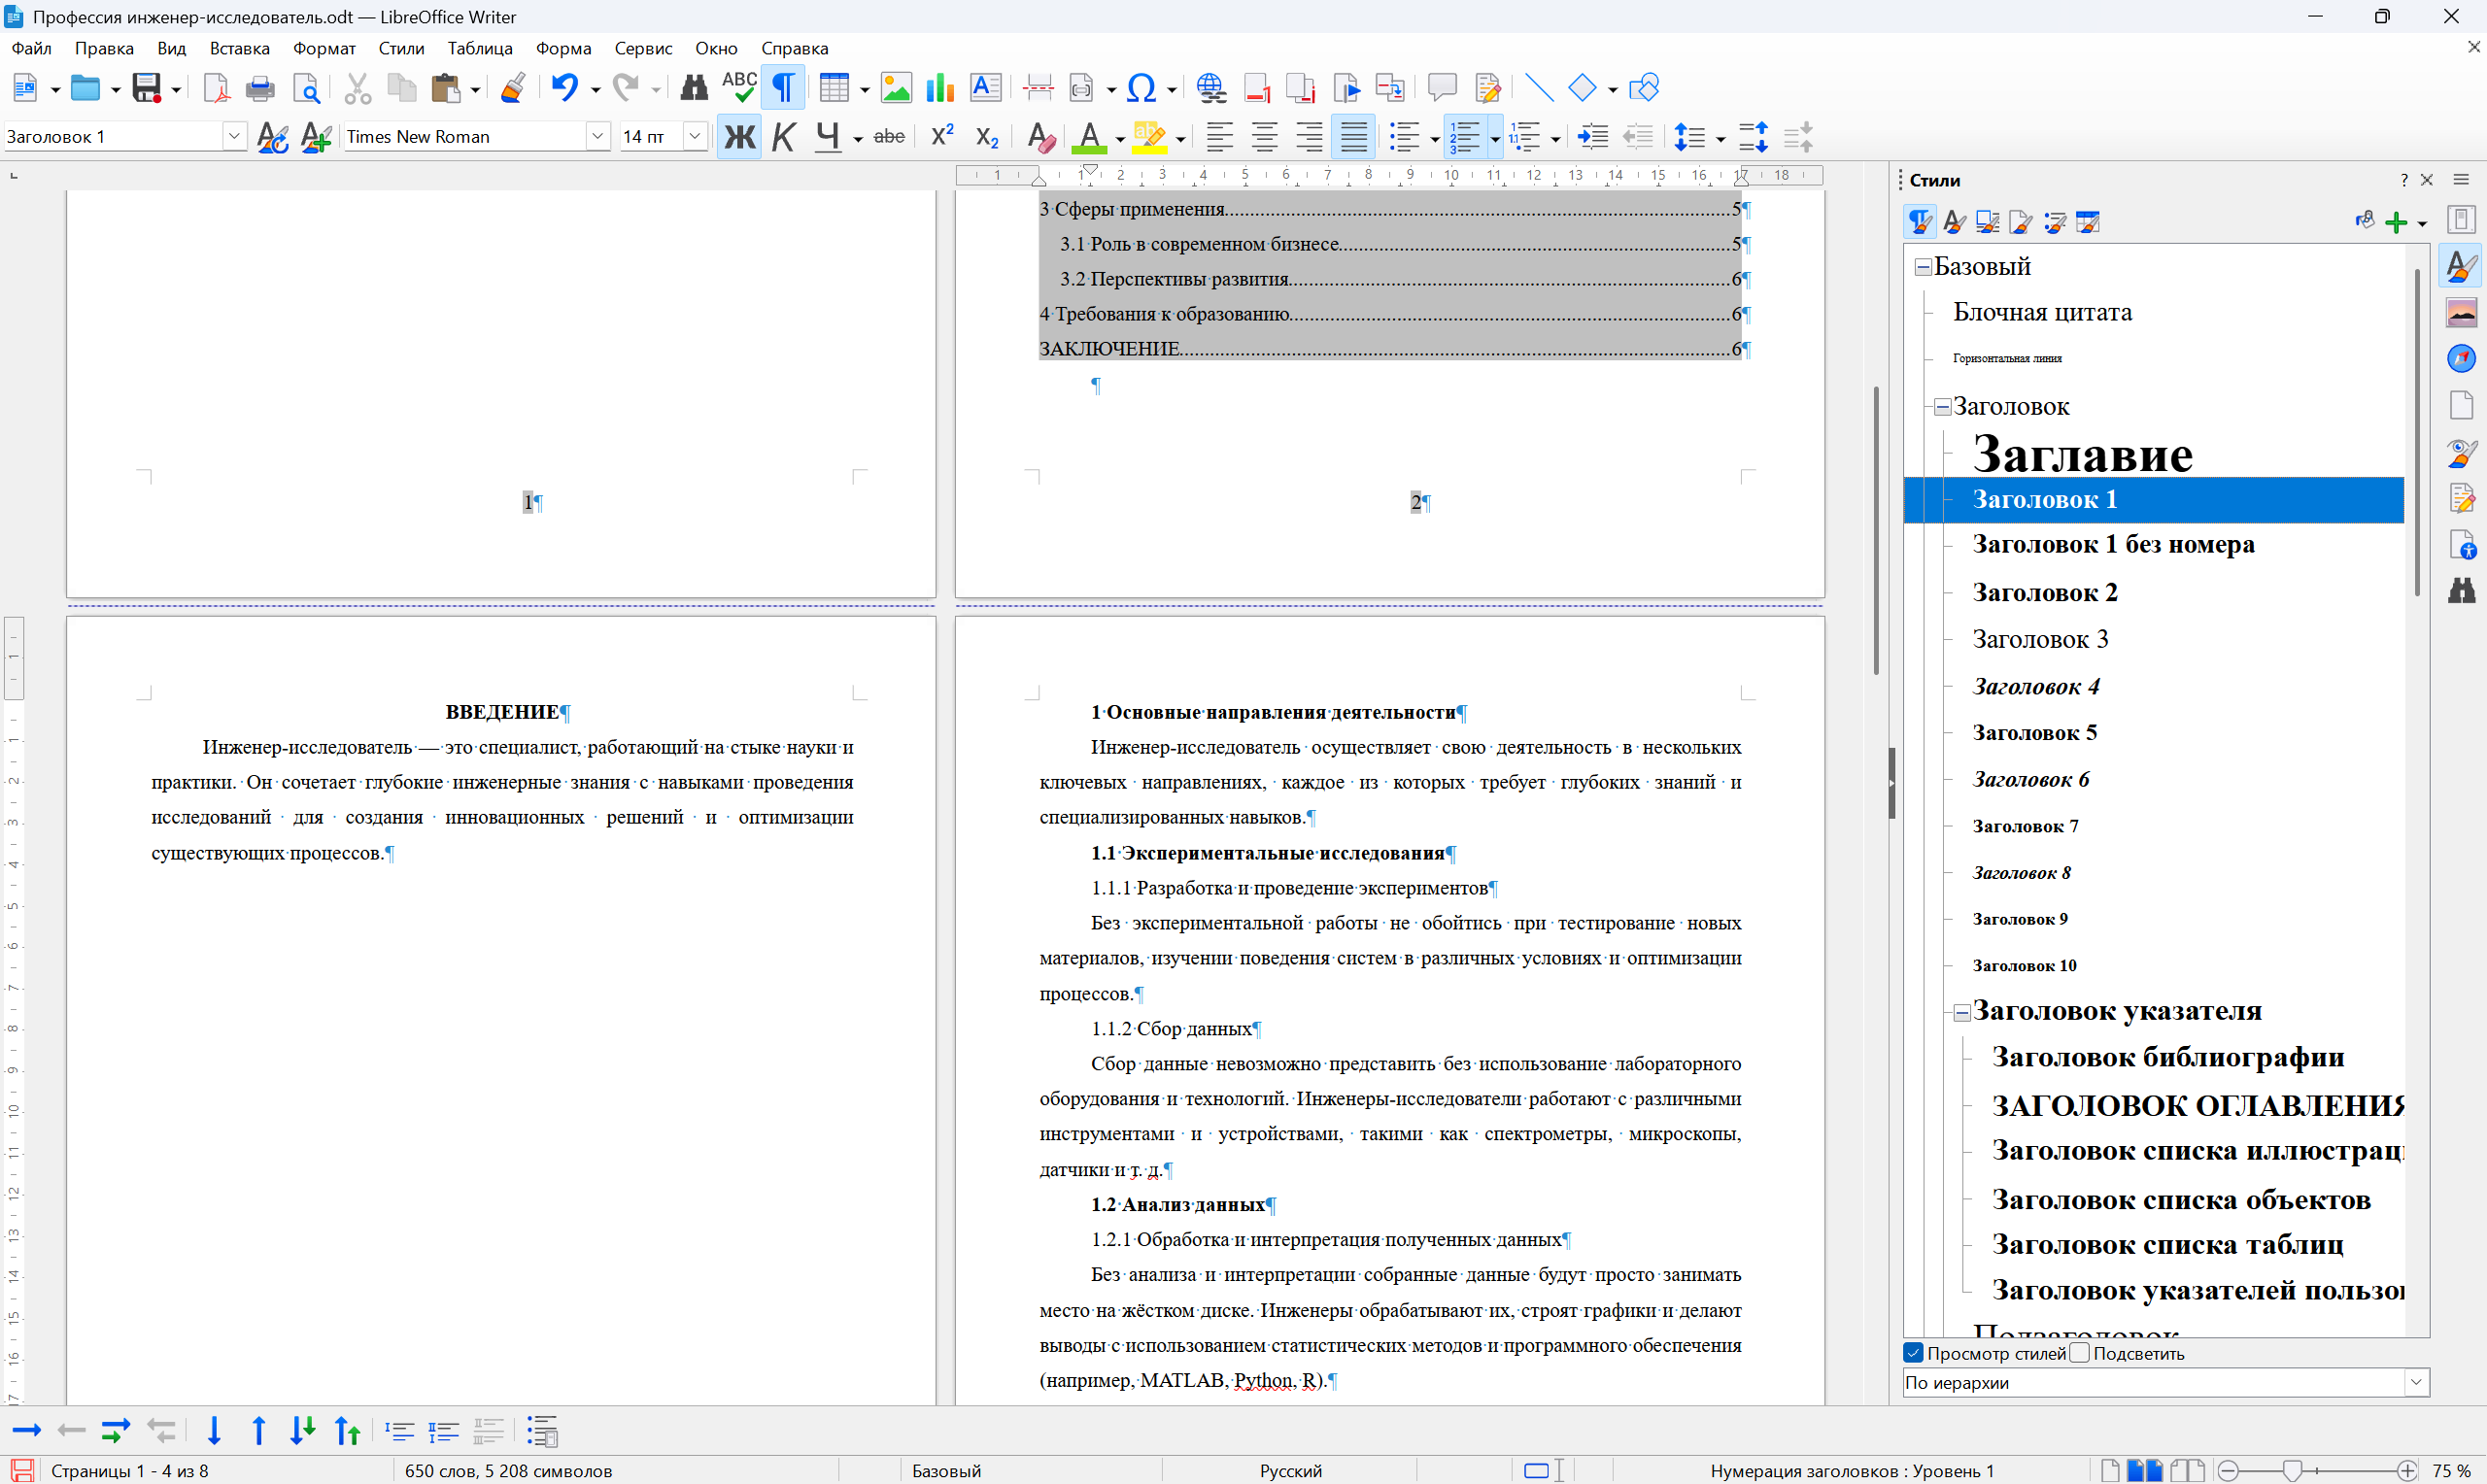 Профессия инженер-исследователь.odt — LibreOffice Writer
Файл Правка Вид Вставка Формат Стили Таблица Форма Сервис Окно Справка
Заголовок 1 Times New Roman 14 пт
3 Сферы применения 5¶
3.1 Роль в современном бизнесе 5¶
3.2 Перспективы развития 6¶
4 Требования к образованию 6¶
ЗАКЛЮЧЕНИЕ 6¶
¶
1¶
2¶
ВВЕДЕНИЕ¶
Инженер-исследователь — это специалист, работающий на стыке науки и
практики. Он сочетает глубокие инженерные знания с навыками проведения
исследований для создания инновационных решений и оптимизации
существующих процессов.¶
1 Основные направления деятельности¶
Инженер-исследователь осуществляет свою деятельность в нескольких
ключевых направлениях, каждое из которых требует глубоких знаний и
специализированных навыков.¶
1.1 Экспериментальные исследования¶
1.1.1 Разработка и проведение экспериментов¶
Без экспериментальной работы не обойтись при тестирование новых
материалов, изучении поведения систем в различных условиях и оптимизации
процессов.¶
1.1.2 Сбор данных¶
Сбор данные невозможно представить без использование лабораторного
оборудования и технологий. Инженеры-исследователи работают с различными
инструментами и устройствами, такими как спектрометры, микроскопы,
датчики и т. д.¶
1.2 Анализ данных¶
1.2.1 Обработка и интерпретация полученных данных¶
Без анализа и интерпретации собранные данные будут просто занимать
место на жёстком диске. Инженеры обрабатывают их, строят графики и делают
выводы с использованием статистических методов и программного обеспечения
(например, MATLAB, Python, R).¶
Стили
Базовый
Блочная цитата
Горизонтальная линия
Заголовок
Заглавие
Заголовок 1
Заголовок 1 без номера
Заголовок 2
Заголовок 3
Заголовок 4
Заголовок 5
Заголовок 6
Заголовок 7
Заголовок 8
Заголовок 9
Заголовок 10
Заголовок указателя
Заголовок библиографии
ЗАГОЛОВОК ОГЛАВЛЕНИЯ
Заголовок списка иллюстрац
Заголовок списка объектов
Заголовок списка таблиц
Заголовок указателей пользо
Подзаголовок
Просмотр стилей Подсветить
По иерархии
Страницы 1 - 4 из 8 650 слов, 5 208 символов Базовый Русский Нумерация заголовков : Уровень 1 75 %